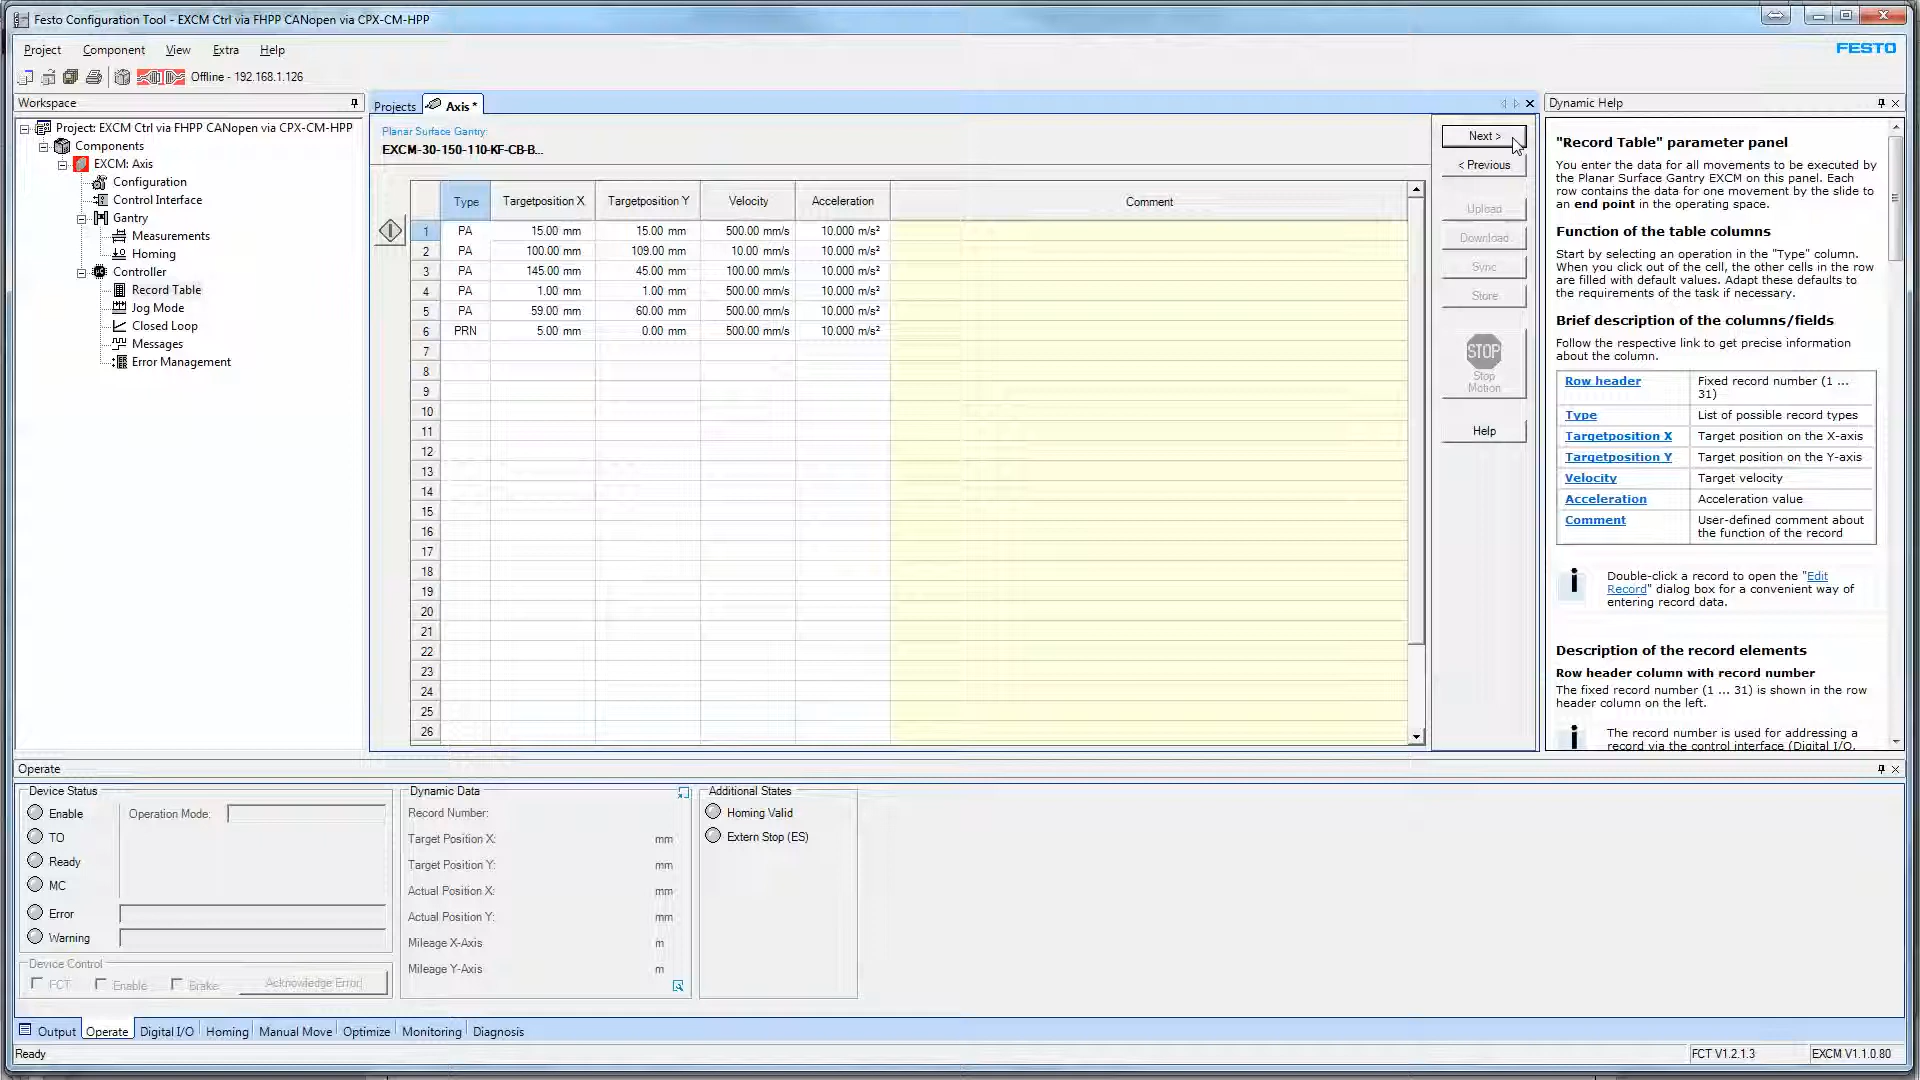 Festo Configuration Tool - EXCM Ctrl via FHPP CANopen via CPX-CM-HPP
Project Component View Extra Help
FESTO
Offline - 192.168.1.126
Workspace
Project: EXCM Ctrl via FHPP CANopen via CPX-CM-HPP
Components
EXCM: Axis
Configuration
Control Interface
Gantry
Measurements
Homing
Controller
Record Table
Jog Mode
Closed Loop
Messages
Error Management
Projects Axis *
Planar Surface Gantry:
EXCM-30-150-110-KF-CB-B...
Type Targetposition X Targetposition Y Velocity Acceleration Comment
1 PA 15.00 mm 15.00 mm 500.00 mm/s 10.000 m/s²
2 PA 100.00 mm 109.00 mm 10.00 mm/s 10.000 m/s²
3 PA 145.00 mm 45.00 mm 100.00 mm/s 10.000 m/s²
4 PA 1.00 mm 1.00 mm 500.00 mm/s 10.000 m/s²
5 PA 59.00 mm 60.00 mm 500.00 mm/s 10.000 m/s²
6 PRN 5.00 mm 0.00 mm 500.00 mm/s 10.000 m/s²
7
8
9
10
11
12
13
14
15
16
17
18
19
20
21
22
23
24
25
26
Next >
< Previous
Upload
Download
Sync
Store
STOP
Stop
Motion
Help
Dynamic Help
"Record Table" parameter panel
You enter the data for all movements to be executed by
the Planar Surface Gantry EXCM on this panel. Each
row contains the data for one movement by the slide to
an end point in the operating space.
Function of the table columns
Start by selecting an operation in the "Type" column.
When you click out of the cell, the other cells in the row
are filled with default values. Adapt these defaults to
the requirements of the task if necessary.
Brief description of the columns/fields
Follow the respective link to get precise information
about the column.
Row header Fixed record number (1 ...
31)
Type List of possible record types
Targetposition X Target position on the X-axis
Targetposition Y Target position on the Y-axis
Velocity Target velocity
Acceleration Acceleration value
Comment User-defined comment about
the function of the record
i
Double-click a record to open the "Edit
Record" dialog box for a convenient way of
entering record data.
Description of the record elements
Row header column with record number
The fixed record number (1 ... 31) is shown in the row
header column on the left.
i
The record number is used for addressing a
record via the control interface (Digital I/O,
Operate
Device Status
Enable
TO
Ready
MC
Error
Warning
Operation Mode:
Device Control
FCT Enable Brake Acknowledge Error
Dynamic Data
Record Number:
Target Position X: mm
Target Position Y: mm
Actual Position X: mm
Actual Position Y: mm
Mileage X-Axis m
Mileage Y-Axis m
Additional States
Homing Valid
Extern Stop (ES)
Output Operate Digital I/O Homing Manual Move Optimize Monitoring Diagnosis
Ready
FCT V1.2.1.3
EXCM V1.1.0.80